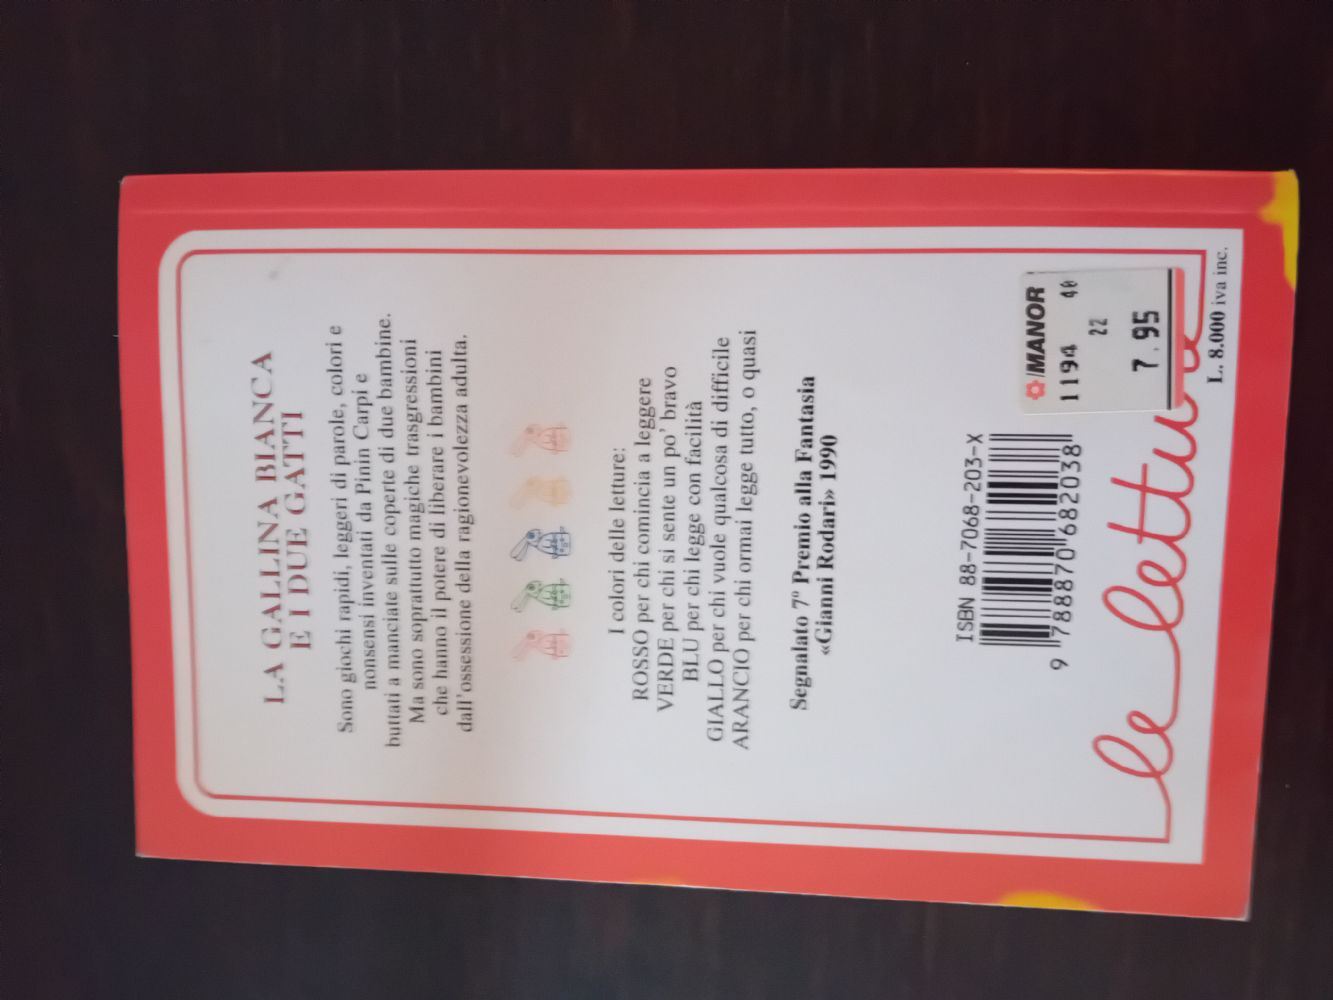 LA GALLINA BIANCA
E I DUE GATTI
Sono giochi rapidi, leggeri di parole, colori e
nonsensi inventati da Pinin Carpi e
buttati a manciate sulle coperte di due bambine.
Ma sono soprattutto magiche trasgressioni
che hanno il potere di liberare i bambini
dall'ossessione della ragionevolezza adulta.
I colori delle letture:
ROSSO per chi comincia a leggere
VERDE per chi si sente un po' bravo
BLU per chi legge con facilità
GIALLO per chi vuole qualcosa di difficile
ARANCIO per chi ormai legge tutto, o quasi
Segnalato 7º Premio alla Fantasia
«Gianni Rodari» 1990
ISBN 88-7068-203-X
9 788870 682038
MANOR
1194 40
22
7.95
le letture
L. 8.000 iva inc.